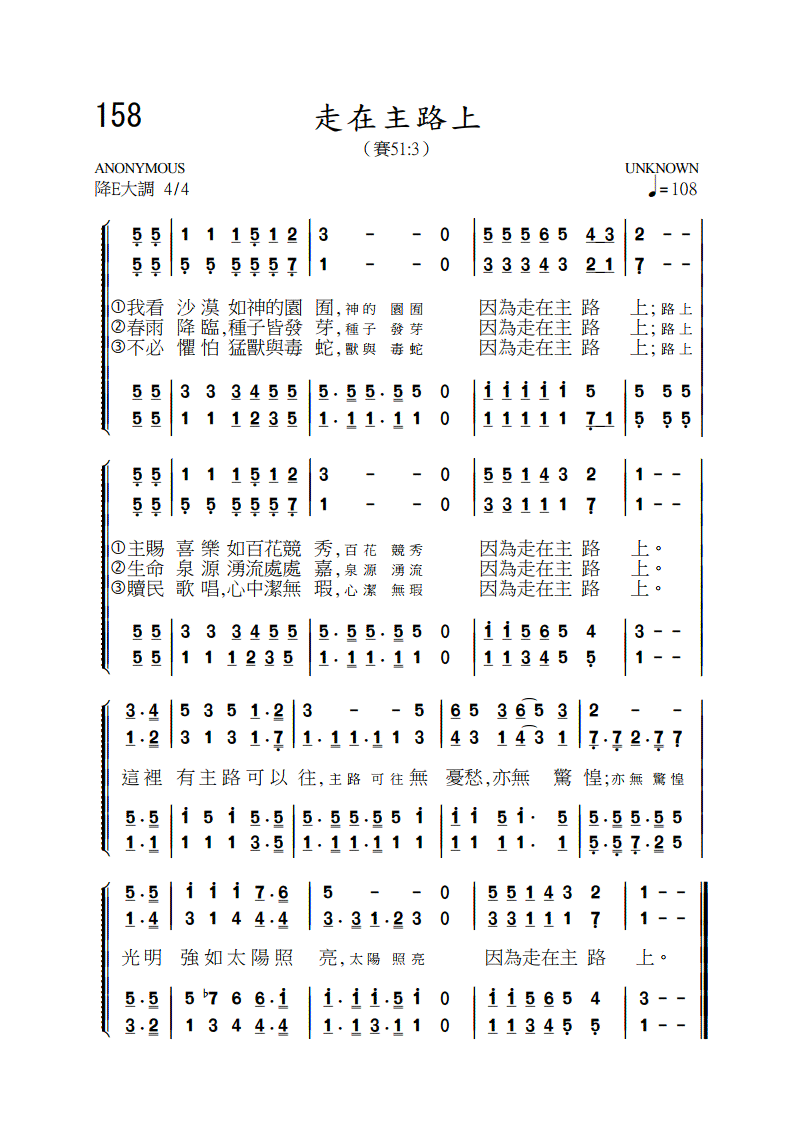 158
走在主路上
（賽51:3）
ANONYMOUS UNKNOWN
降E大調 4/4 ♩= 108
5 5 | 1 1 1 5 1 2 | 3 - - 0 | 5 5 5 6 5 4 3 | 2 - -
5 5 | 5 5 5 5 5 7 | 1 - - 0 | 3 3 3 4 3 2 1 | 7 - -
①我看 沙漠 如神的園 囿, 神的 園囿 因為走在主 路 上; 路上
②春雨 降臨,種子皆發 芽, 種子 發芽 因為走在主 路 上; 路上
③不必 懼怕 猛獸與毒 蛇, 獸與 毒蛇 因為走在主 路 上; 路上
5 5 | 3 3 3 4 5 5 | 5 . 5 5 . 5 5 0 | i i i i i 5 | 5 5 5
5 5 | 1 1 1 2 3 5 | 1 . 1 1 . 1 1 0 | 1 1 1 1 1 7 1 | 5 5 5
5 5 | 1 1 1 5 1 2 | 3 - - 0 | 5 5 1 4 3 2 | 1 - -
5 5 | 5 5 5 5 5 7 | 1 - - 0 | 3 3 1 1 1 7 | 1 - -
①主賜 喜樂 如百花競 秀, 百花 競秀 因為走在主 路 上。
②生命 泉源 湧流處處 嘉, 泉源 湧流 因為走在主 路 上。
③贖民 歌唱,心中潔無 瑕, 心潔 無瑕 因為走在主 路 上。
5 5 | 3 3 3 4 5 5 | 5 . 5 5 . 5 5 0 | i i 5 6 5 4 | 3 - -
5 5 | 1 1 1 2 3 5 | 1 . 1 1 . 1 1 0 | 1 1 3 4 5 5 | 1 - -
3 . 4 | 5 3 5 1 . 2 | 3 - - 5 | 6 5 3 6 5 3 | 2 - -
1 . 2 | 3 1 3 1 . 7 | 1 . 1 1 . 1 1 3 | 4 3 1 4 3 1 | 7 . 7 2 . 7 7
這裡 有主路可以 往, 主路 可往 無 憂愁,亦無 驚 惶; 亦無 驚惶
5 . 5 | i 5 i 5 . 5 | 5 . 5 5 . 5 5 i | i i 5 i . 5 | 5 . 5 5 . 5 5
1 . 1 | 1 1 1 3 . 5 | 1 . 1 1 . 1 1 1 | 1 1 1 1 . 1 | 5 . 5 7 . 2 5
5 . 5 | i i i 7 . 6 | 5 - - 0 | 5 5 1 4 3 2 | 1 - -
1 . 4 | 3 1 4 4 . 4 | 3 . 3 1 . 2 3 0 | 3 3 1 1 1 7 | 1 - -
光明 強如太陽照 亮, 太陽 照亮 因為走在主 路 上。
5 . 5 | 5 ♭7 6 6 . i | i . i i . 5 i 0 | i i 5 6 5 4 | 3 - -
3 . 2 | 1 3 4 4 . 4 | 1 . 1 3 . 1 1 0 | 1 1 3 4 5 5 | 1 - -